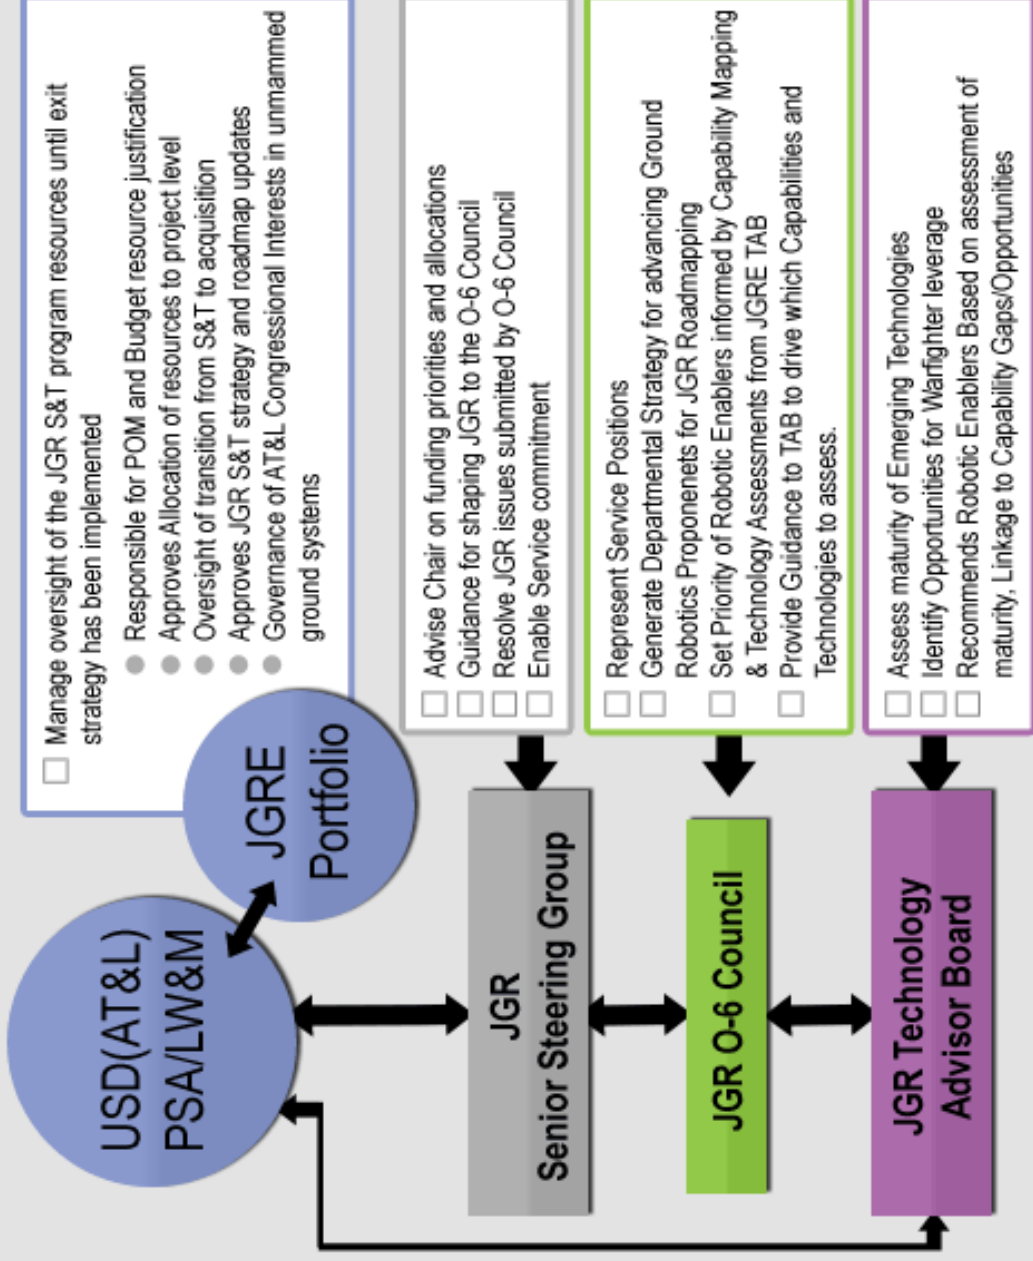 USD(AT&L)
PSA/LW&M
JGRE
Portfolio
Manage oversight of the JGR S&T program resources until exit
strategy has been implemented
Responsible for POM and Budget resource justification
Approves Allocation of resources to project level
Oversight of transition from S&T to acquisition
Approves JGR S&T strategy and roadmap updates
Governance of AT&L Congressional Interests in unmammed
ground systems
JGR
Senior Steering Group
Advise Chair on funding priorities and allocations
Guidance for shaping JGR to the O-6 Council
Resolve JGR issues submitted by O-6 Council
Enable Service commitment
JGR O-6 Council
Represent Service Positions
Generate Departmental Strategy for advancing Ground
Robotics Proponenets for JGR Roadmapping
Set Priority of Robotic Enablers informed by Capability Mapping
& Technology Assessments from JGRE TAB
Provide Guidance to TAB to drive which Capabilities and
Technologies to assess.
JGR Technology
Advisor Board
Assess maturity of Emerging Technologies
Identify Opportunities for Warfighter leverage
Recommends Robotic Enablers Based on assessment of
maturity, Linkage to Capability Gaps/Opportunities